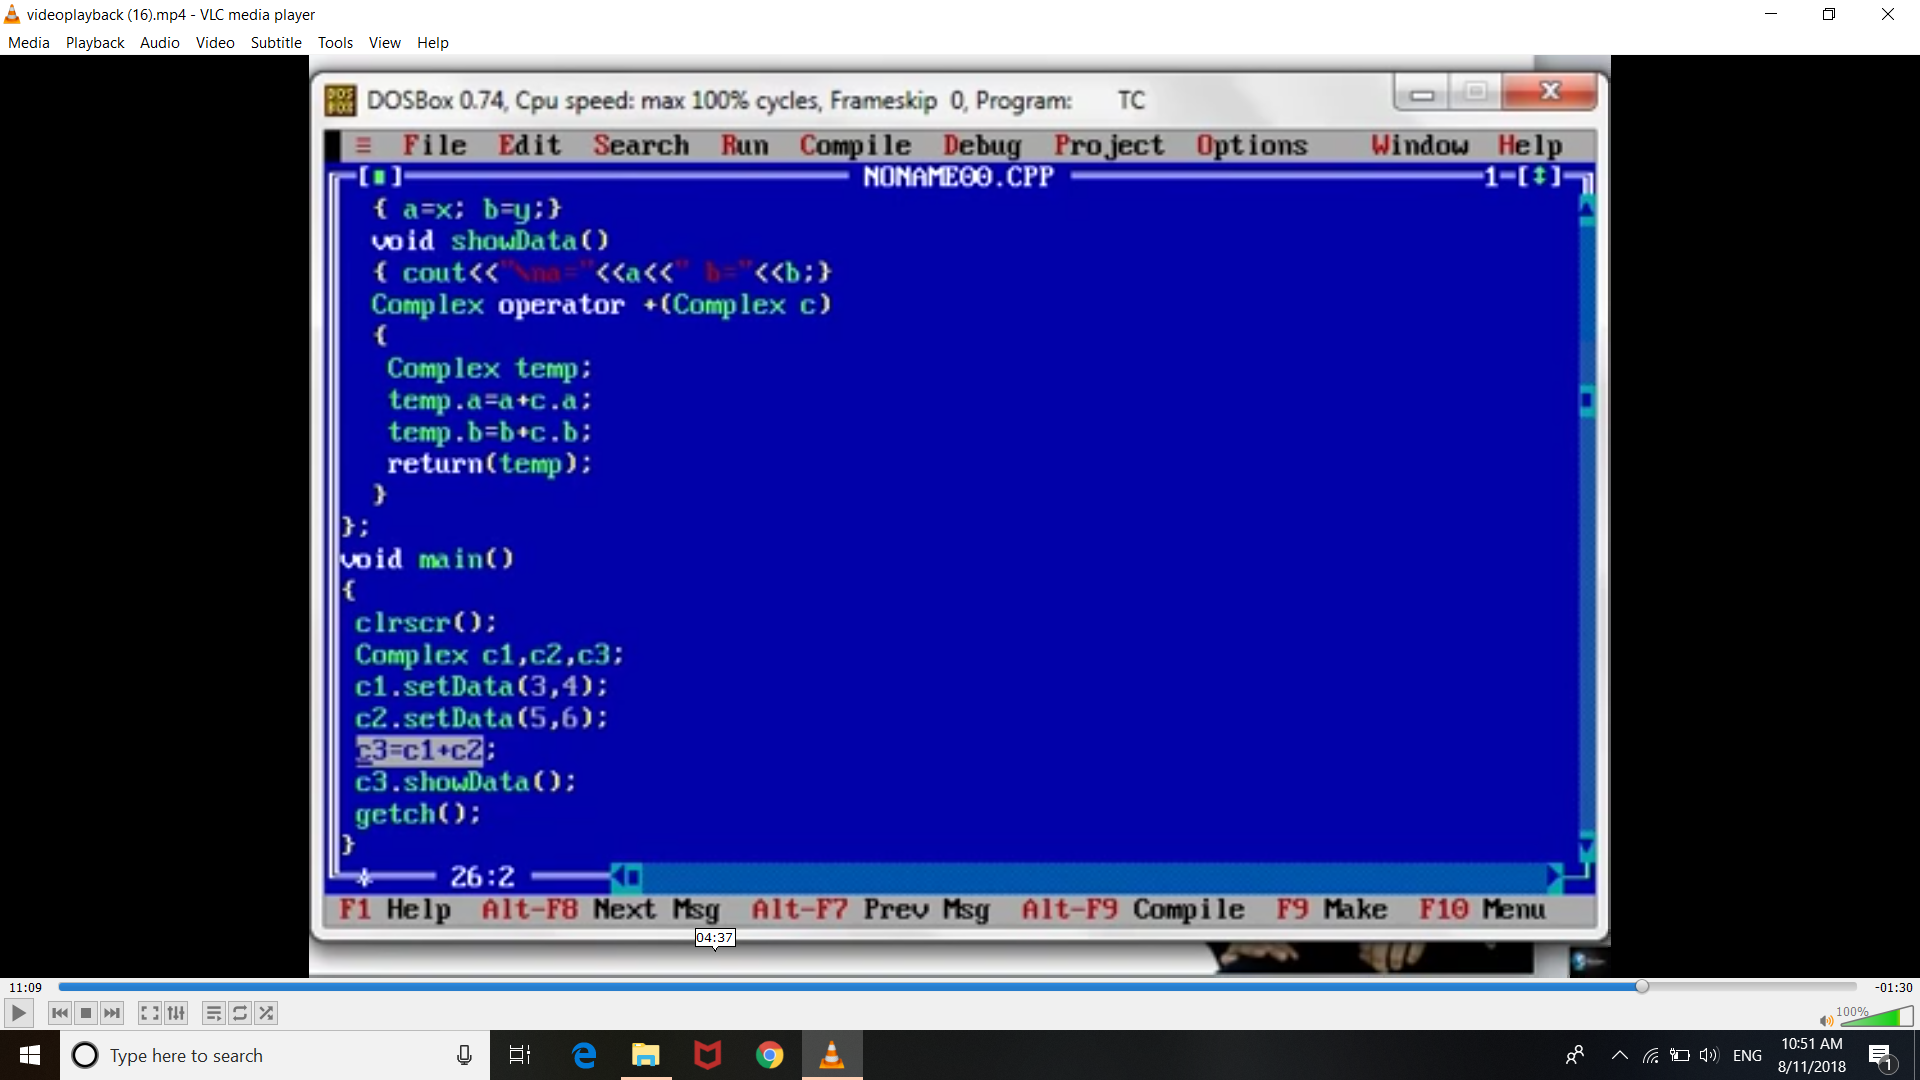 videoplayback (16).mp4 - VLC media player
Media Playback Audio Video Subtitle Tools View Help
DOSBox 0.74, Cpu speed: max 100% cycles, Frameskip 0, Program: TC
≡ File Edit Search Run Compile Debug Project Options Window Help
[■] NONAME00.CPP 1-[↕]
{ a=x; b=y;}
void showData()
{ cout<<"\na="<<a<<" b="<<b;}
Complex operator +(Complex c)
{
Complex temp;
temp.a=a+c.a;
temp.b=b+c.b;
return(temp);
}
};
void main()
{
clrscr();
Complex c1,c2,c3;
c1.setData(3,4);
c2.setData(5,6);
c3=c1+c2;
c3.showData();
getch();
}
26:2
F1 Help Alt-F8 Next Msg Alt-F7 Prev Msg Alt-F9 Compile F9 Make F10 Menu
04:37
11:09 -01:30
100%
Type here to search
ENG
10:51 AM
8/11/2018
1